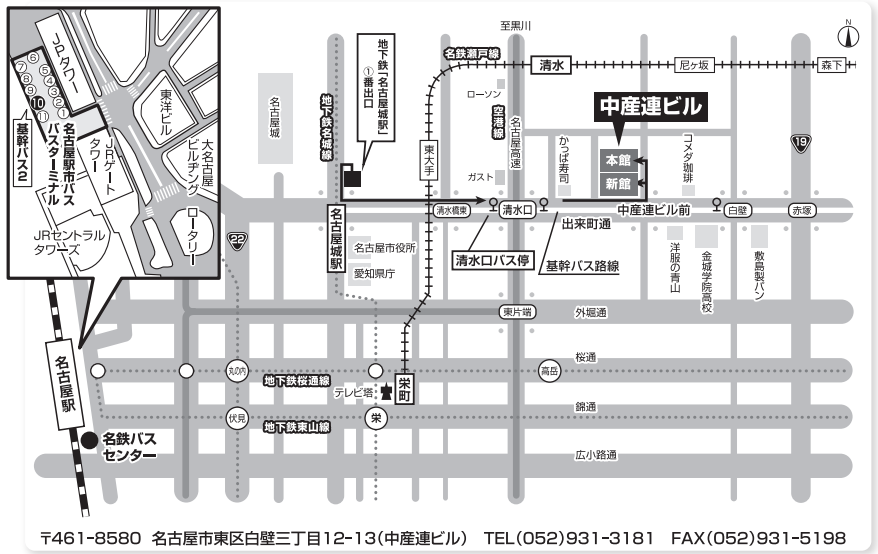 JPタワー
⑥
⑦
⑤
⑧
④
⑨
③
⑩
②
⑪
①
基幹バス2
名古屋駅市バス
バスターミナル
JRゲート
タワー
東洋ビル
大名古屋
ビルヂング
ロータリー
JRセントラル
タワーズ
至黒川
N
地下鉄「名古屋城駅」
①番出口
名鉄瀬戸線
清水
尼ケ坂
森下
名古屋城
地下鉄名城線
ローソン
空港線
名古屋高速
中産連ビル
東大手
かっぱ寿司
本館
コメダ珈琲
19
ガスト
新館
清水橋東
清水口
中産連ビル前
白壁
赤塚
22
名古屋城駅
出来町通
名古屋市役所
清水口バス停
基幹バス路線
愛知県庁
洋服の青山
金城学院高校
敷島製パン
東片端
外堀通
名古屋駅
桜通
丸の内
高岳
地下鉄桜通線
テレビ塔
栄町
錦通
伏見
地下鉄東山線
栄
名鉄バス
センター
広小路通
〒461-8580 名古屋市東区白壁三丁目12-13(中産連ビル) TEL(052)931-3181 FAX(052)931-5198